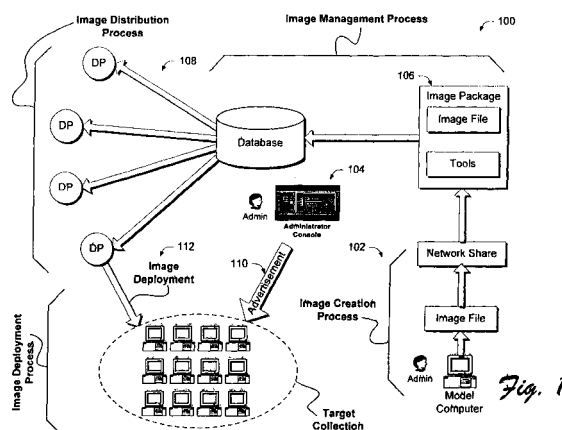 Image Distribution
Process
Image Management Process
100
DP
108
106
Image Package
Image File
Tools
DP
Database
DP
104
Admin
Administrator
Console
DP
112
Image
Deployment
110
Advertisement
102
Network Share
Image Creation
Process
Image File
Admin
Model
Computer
Image Deployment
Process
Target
Collection
Fig. 1